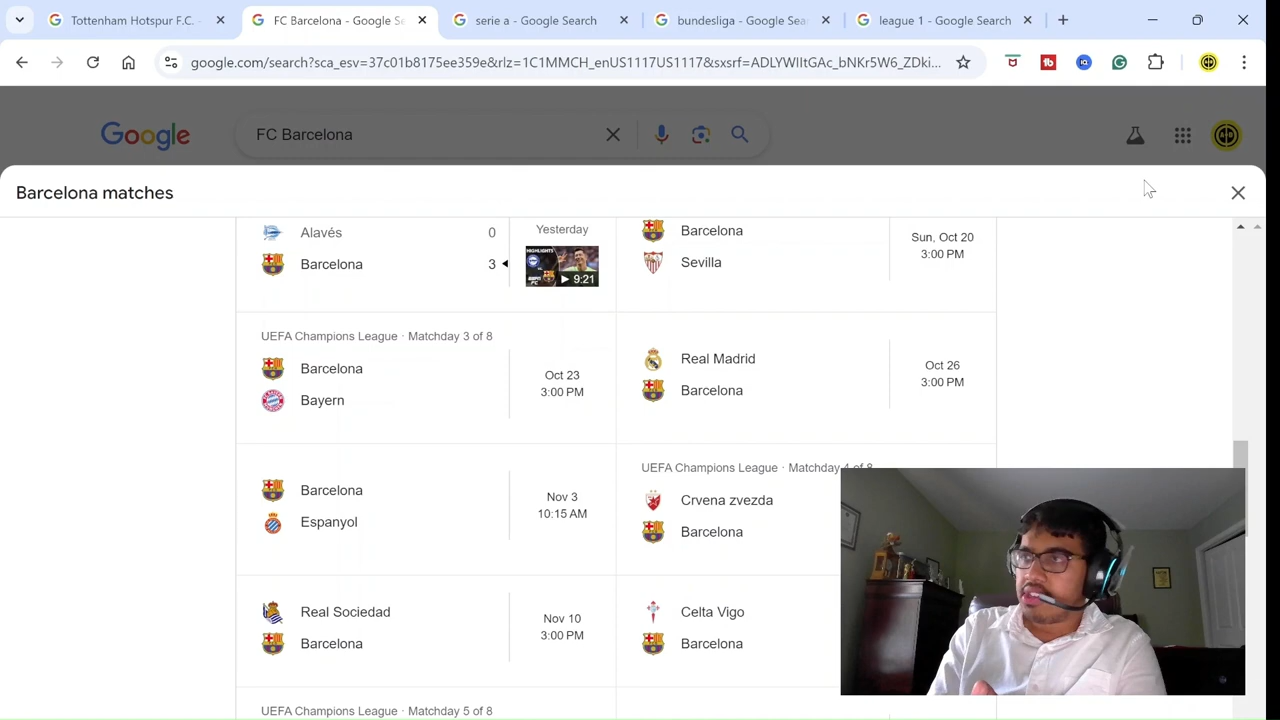 Tottenham Hotspur F.C. -
FC Barcelona - Google Se
serie a - Google Search
bundesliga - Google Sea
league 1 - Google Search
google.com/search?sca_esv=37c01b8175ee359e&rlz=1C1MMCH_enUS1117US1117&sxsrf=ADLYWIItGAc_bNKr5W6_ZDki...
Google
FC Barcelona
Barcelona matches
Alavés 0
Barcelona 3
Yesterday
HIGHLIGHTS
9:21
Barcelona
Sevilla
Sun, Oct 20
3:00 PM
UEFA Champions League · Matchday 3 of 8
Barcelona
Bayern
Oct 23
3:00 PM
Real Madrid
Barcelona
Oct 26
3:00 PM
Barcelona
Espanyol
Nov 3
10:15 AM
UEFA Champions League · Matchday 4 of 8
Crvena zvezda
Barcelona
Real Sociedad
Barcelona
Nov 10
3:00 PM
Celta Vigo
Barcelona
UEFA Champions League · Matchday 5 of 8